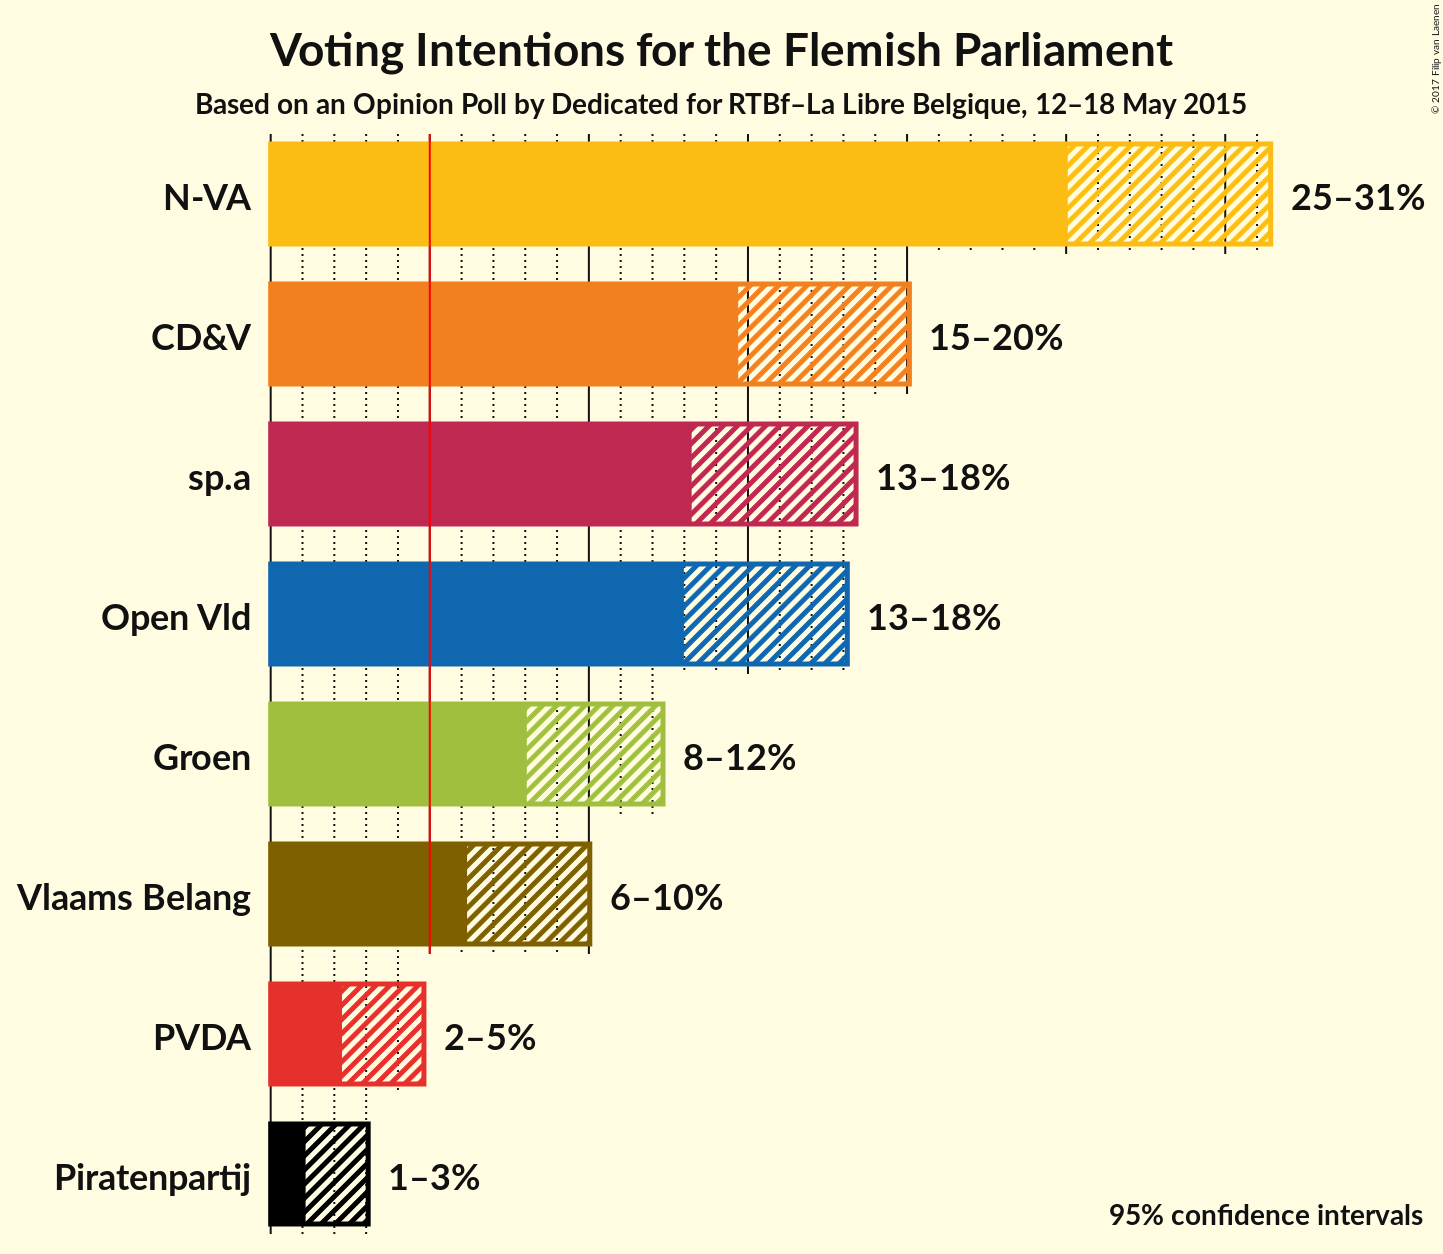 Voting Intentions for the Flemish Parliament
Based on an Opinion Poll by Dedicated for RTBf–La Libre Belgique, 12–18 May 2015
© 2017 Filip van Laenen
N-VA 25–31%
CD&V 15–20%
sp.a 13–18%
Open Vld 13–18%
Groen 8–12%
Vlaams Belang 6–10%
PVDA 2–5%
Piratenpartij 1–3%
95% confidence intervals